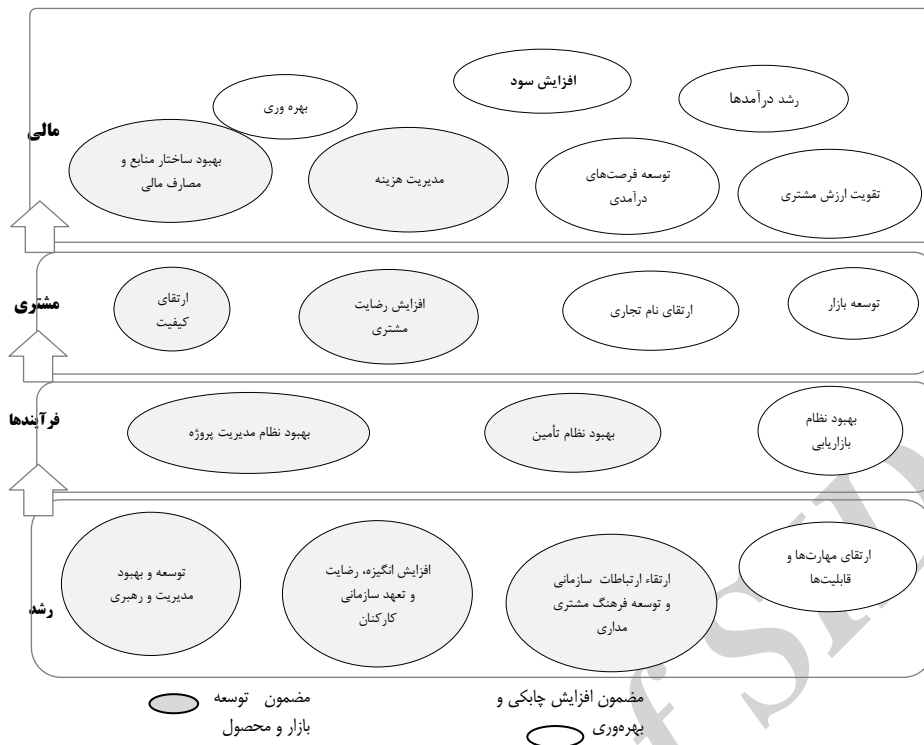 افزایش سود
رشد درآمدها
بهره وری
مالی
بهبود ساختار منابع و
مصارف مالی
مدیریت هزینه
توسعه فرصت‌های
درآمدی
تقویت ارزش مشتری
مشتری
توسعه بازار
ارتقای نام تجاری
افزایش رضایت
مشتری
ارتقای
کیفیت
فرآیندها
بهبود نظام
بازاریابی
بهبود نظام تأمین
بهبود نظام مدیریت پروژه
رشد
ارتقای مهارت‌ها و
قابلیت‌ها
ارتقاء ارتباطات سازمانی
و توسعه فرهنگ مشتری
مداری
افزایش انگیزه، رضایت
و تعهد سازمانی
کارکنان
توسعه و بهبود
مدیریت و رهبری
مضمون افزایش چابکی و
بهره‌وری
مضمون توسعه
بازار و محصول
of SID